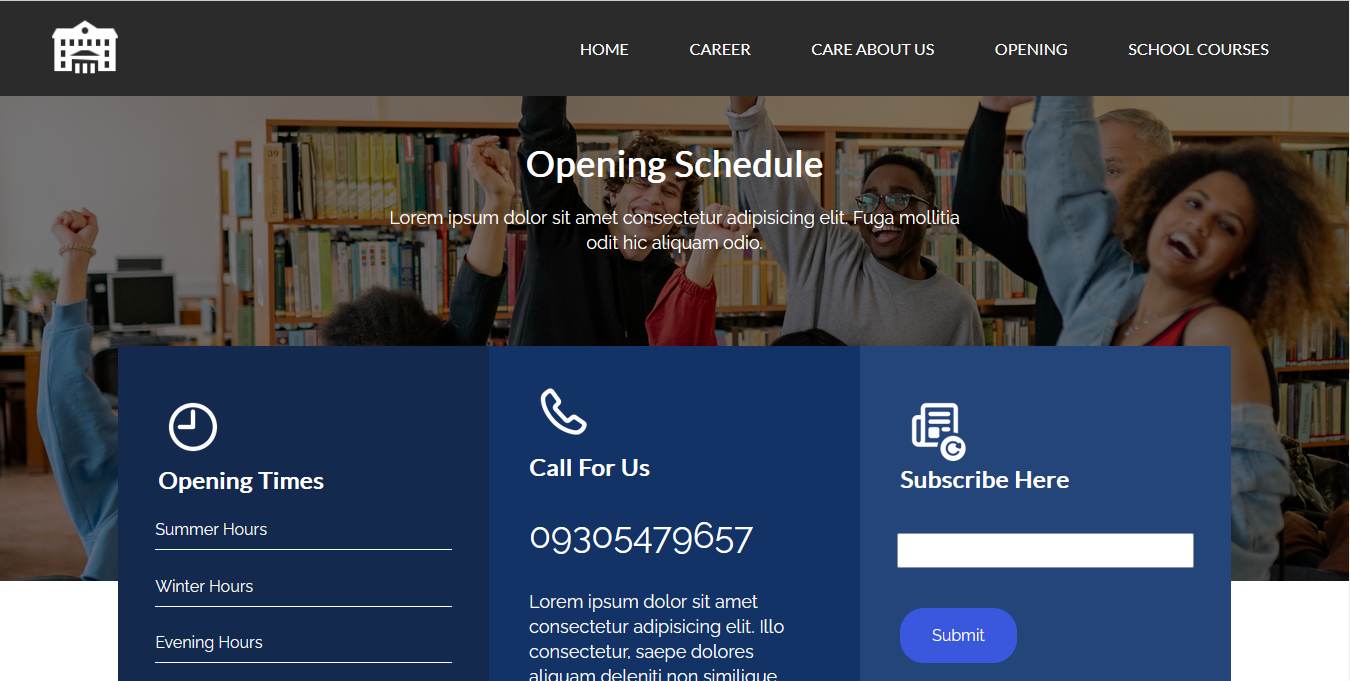 HOME CAREER CARE ABOUT US OPENING SCHOOL COURSES
Opening Schedule
Lorem ipsum dolor sit amet consectetur adipisicing elit. Fuga mollitia
odit hic aliquam odio.
Opening Times
Summer Hours
Winter Hours
Evening Hours
Call For Us
09305479657
Lorem ipsum dolor sit amet
consectetur adipisicing elit. Illo
consectetur, saepe dolores
aliquam deleniti non similique
Subscribe Here
Submit